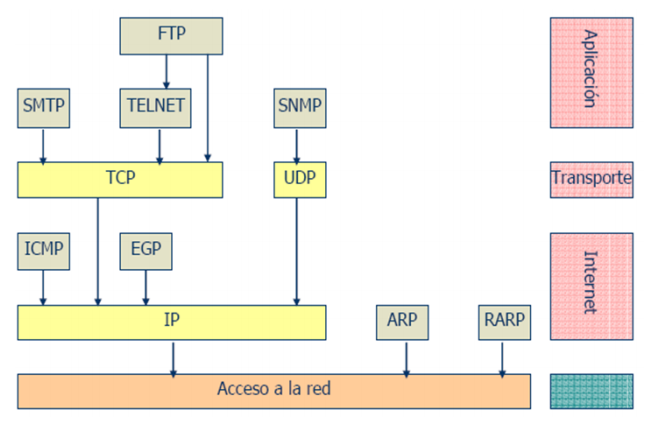 FTP
Aplicación
SMTP
TELNET
SNMP
TCP
UDP
Transporte
ICMP
EGP
Internet
IP
ARP
RARP
Acceso a la red